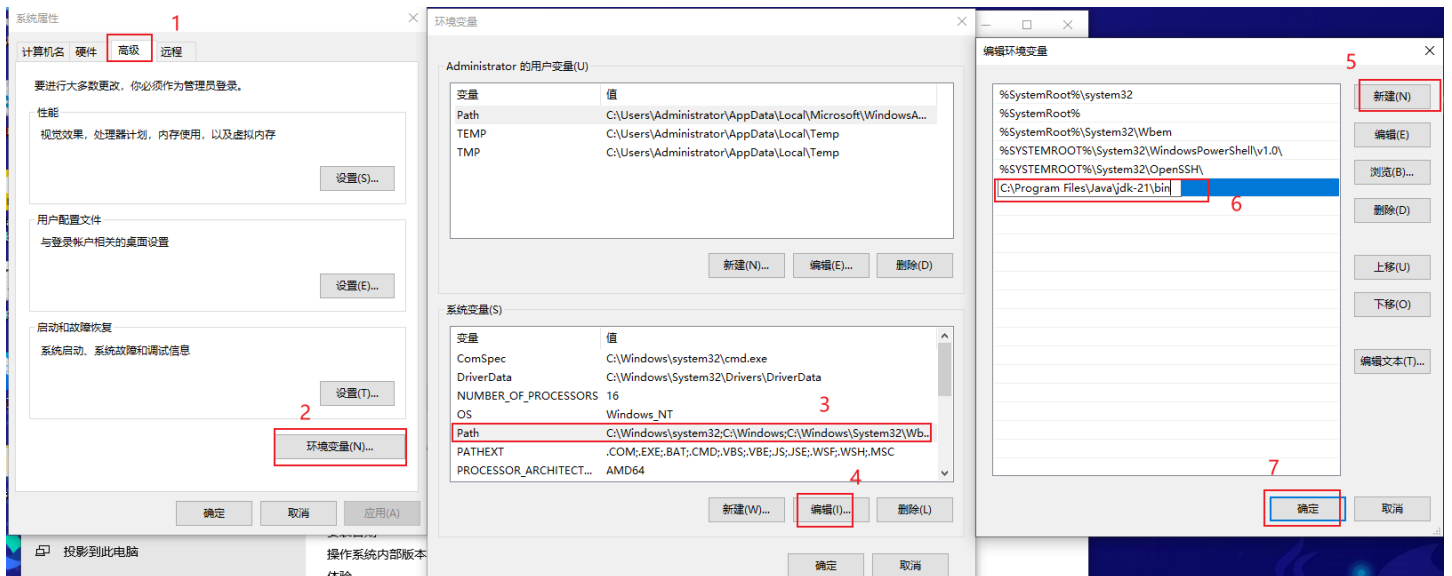 系统属性
1
计算机名 硬件 高级 远程
要进行大多数更改，你必须作为管理员登录。
性能
视觉效果，处理器计划，内存使用，以及虚拟内存
设置(S)...
用户配置文件
与登录帐户相关的桌面设置
设置(E)...
启动和故障恢复
系统启动、系统故障和调试信息
设置(T)...
2
环境变量(N)...
确定 取消 应用(A)
投影到此电脑
操作系统内部版本
体验
环境变量
Administrator 的用户变量(U)
变量 值
Path C:\Users\Administrator\AppData\Local\Microsoft\WindowsA...
TEMP C:\Users\Administrator\AppData\Local\Temp
TMP C:\Users\Administrator\AppData\Local\Temp
新建(N)... 编辑(E)... 删除(D)
系统变量(S)
变量 值
ComSpec C:\Windows\system32\cmd.exe
DriverData C:\Windows\System32\Drivers\DriverData
NUMBER_OF_PROCESSORS 16
OS Windows_NT
3
Path C:\Windows\system32;C:\Windows;C:\Windows\System32\Wb...
PATHEXT .COM;.EXE;.BAT;.CMD;.VBS;.VBE;.JS;.JSE;.WSF;.WSH;.MSC
PROCESSOR_ARCHITECT... AMD64
4
新建(W)... 编辑(I)... 删除(L)
确定 取消
编辑环境变量
5
%SystemRoot%\system32
%SystemRoot%
%SystemRoot%\System32\Wbem
%SYSTEMROOT%\System32\WindowsPowerShell\v1.0\
%SYSTEMROOT%\System32\OpenSSH\
C:\Program Files\Java\jdk-21\bin
6
新建(N)
编辑(E)
浏览(B)...
删除(D)
上移(U)
下移(O)
编辑文本(T)...
7
确定 取消